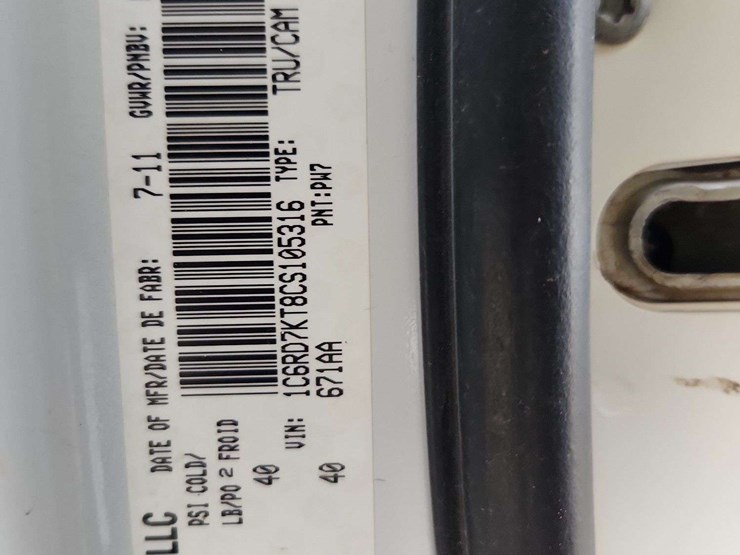 LLC
DATE OF MFR/DATE DE FABR: 7-11 GVWR/PNBV:
PSI COLD/
LB/PO 2 FROID
40 VIN: 1C6RD7KT8CS105316 TYPE: TRU/CAM
40 671AA PNT:PW7